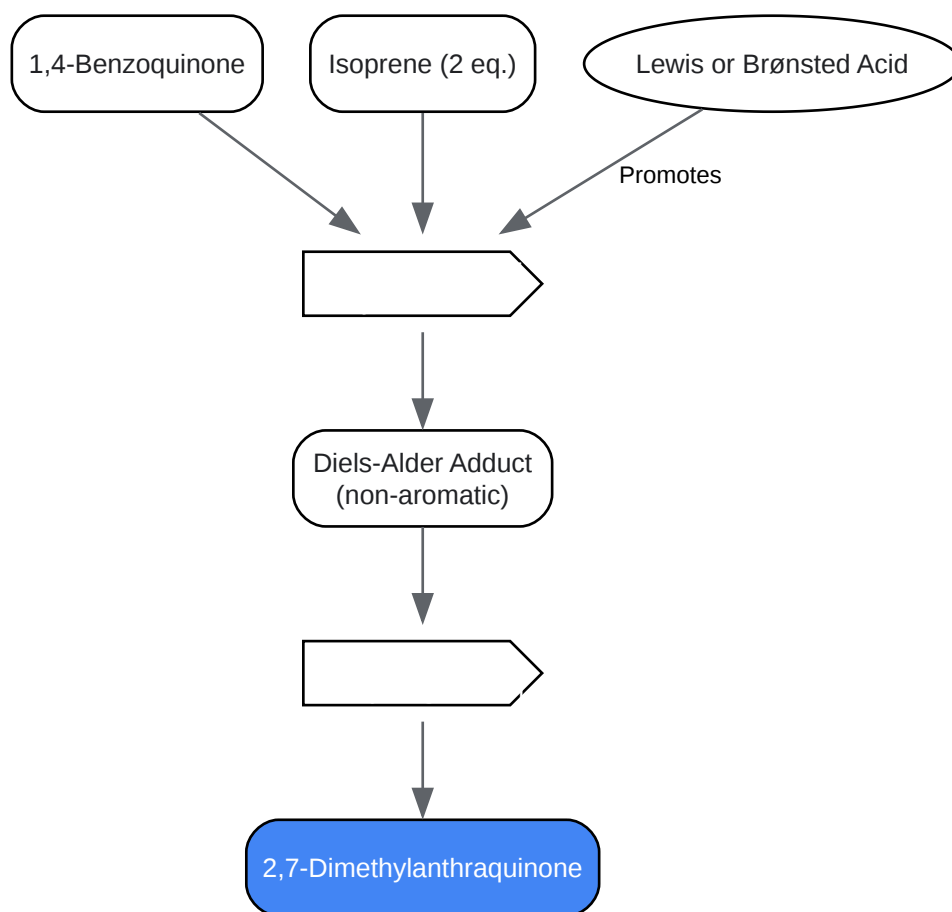 1,4-Benzoquinone
Isoprene (2 eq.)
Lewis or Brønsted Acid
Promotes
Diels-Alder Adduct
(non-aromatic)
2,7-Dimethylanthraquinone